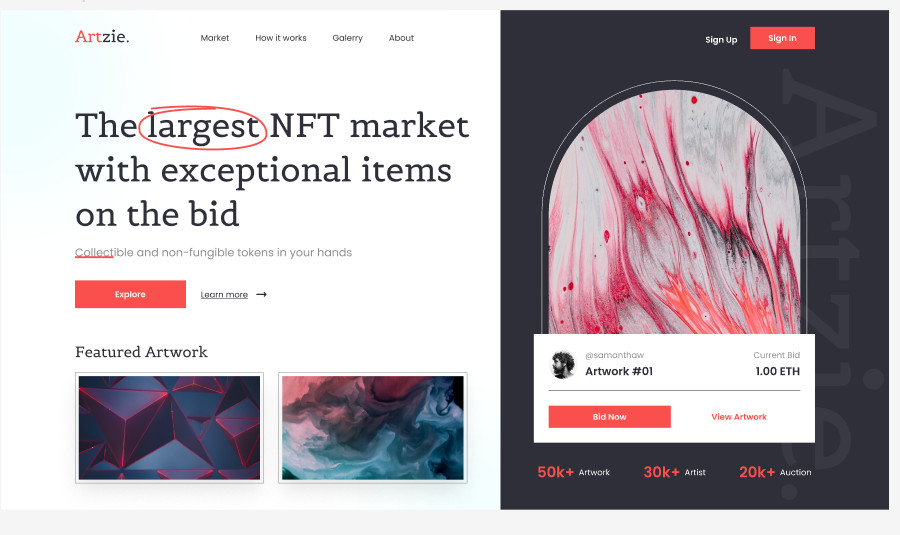 Artzie.
Market How it works Galerry About
Sign Up Sign In
The largest NFT market
with exceptional items
on the bid
Collectible and non-fungible tokens in your hands
Explore Learn more
Featured Artwork
@samanthaw Current Bid
Artwork #01 1.00 ETH
Bid Now View Artwork
50k+ Artwork 30k+ Artist 20k+ Auction
Artzie.